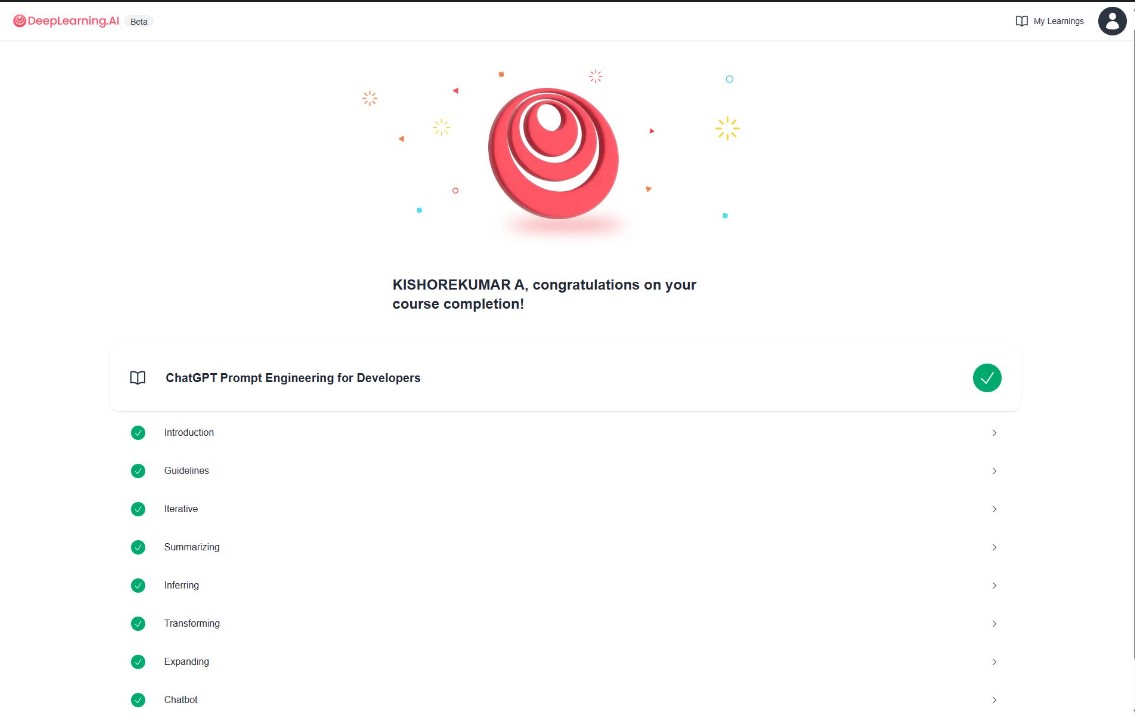 DeepLearning.AI Beta
My Learnings
KISHOREKUMAR A, congratulations on your
course completion!
ChatGPT Prompt Engineering for Developers
Introduction
Guidelines
Iterative
Summarizing
Inferring
Transforming
Expanding
Chatbot